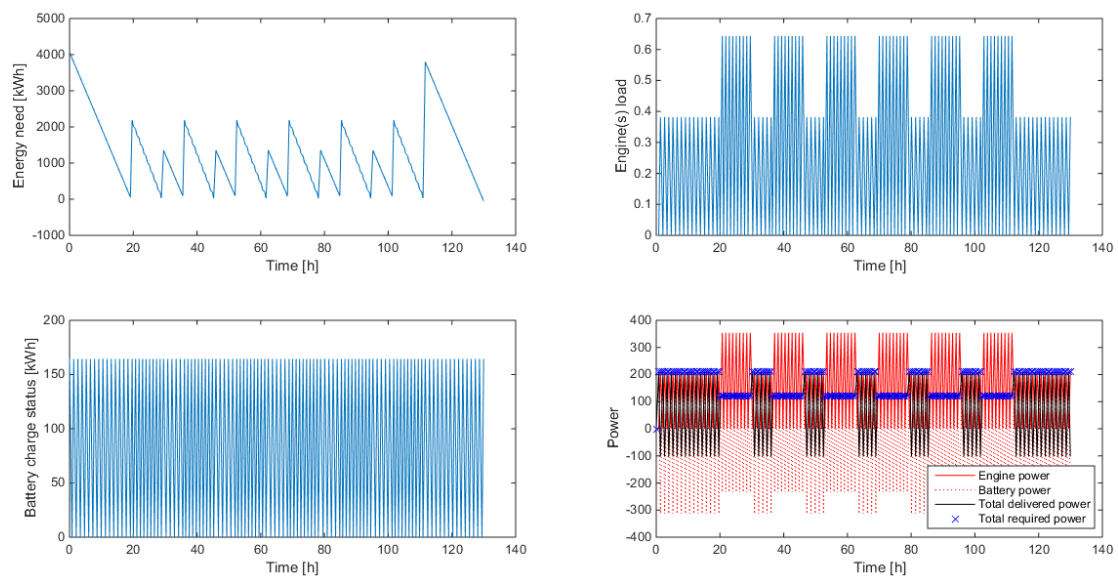 Energy need [kWh]
5000
4000
3000
2000
1000
0
-1000
0 20 40 60 80 100 120 140
Time [h]
Engine(s) load
0.7
0.6
0.5
0.4
0.3
0.2
0.1
0
0 20 40 60 80 100 120 140
Time [h]
Battery charge status [kWh]
200
150
100
50
0
0 20 40 60 80 100 120 140
Time [h]
Power
400
300
200
100
0
-100
-200
-300
-400
Engine power
Battery power
Total delivered power
Total required power
0 20 40 60 80 100 120 140
Time [h]